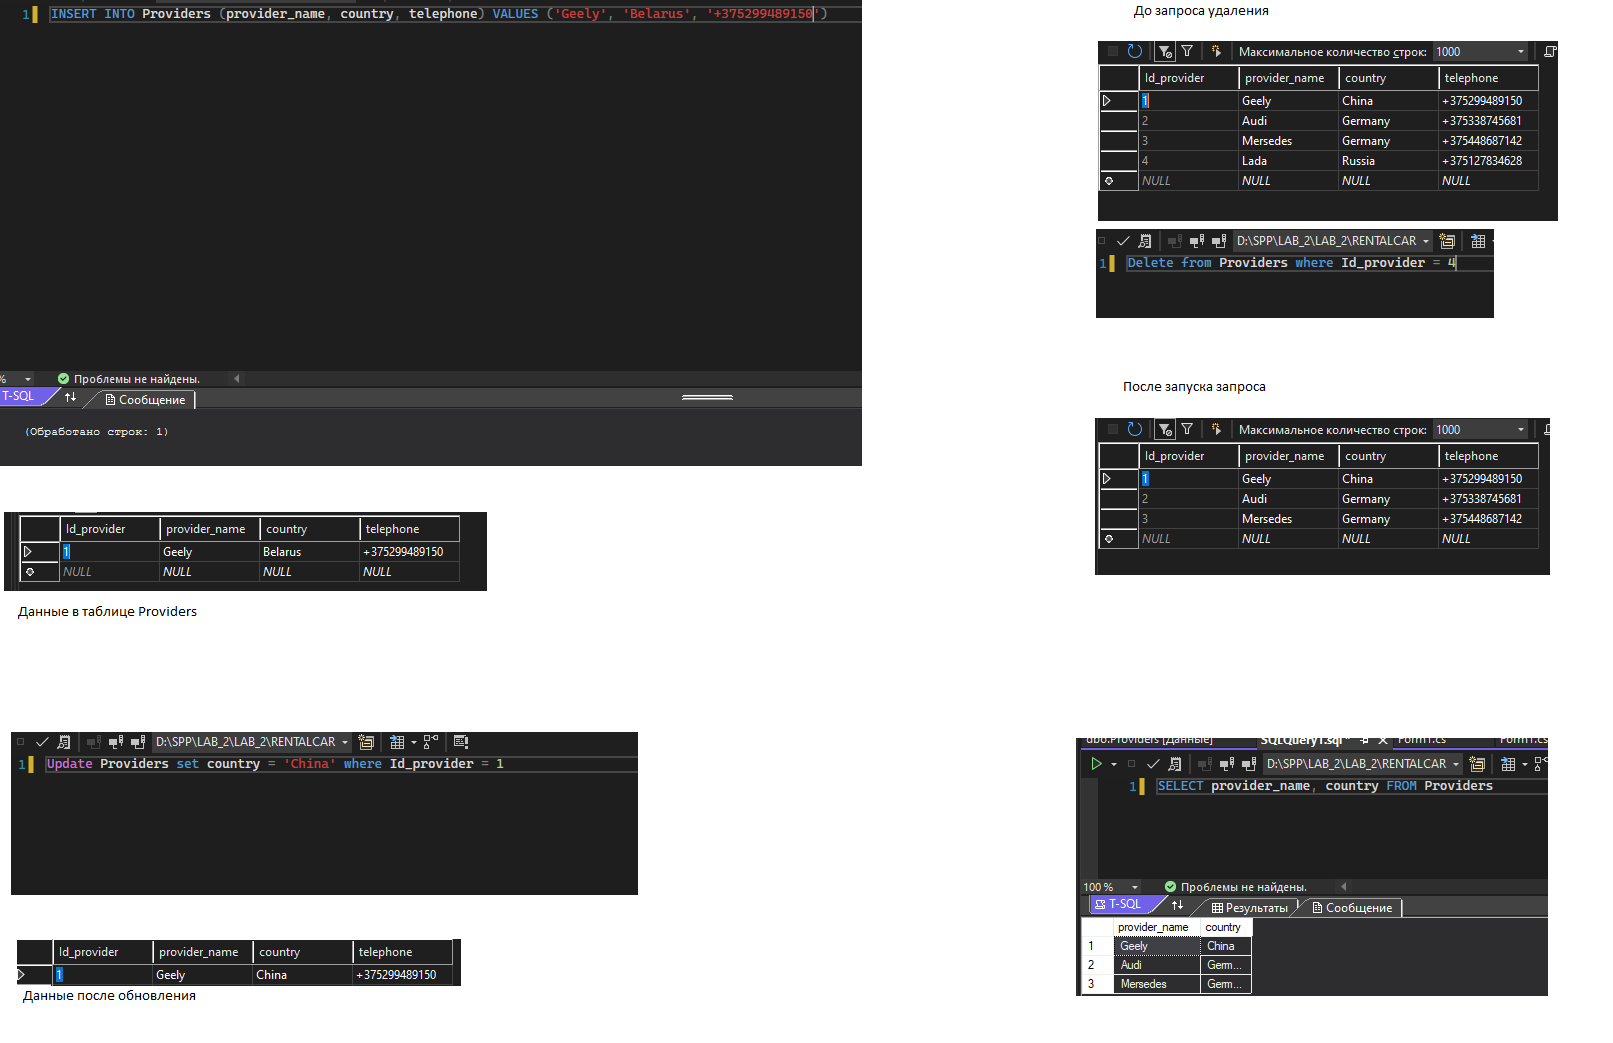 1 INSERT INTO Providers (provider_name, country, telephone) VALUES ('Geely', 'Belarus', '+375299489150')
% Проблемы не найдены.
T-SQL Сообщение
(Обработано строк: 1)
Id_provider provider_name country telephone
1 Geely Belarus +375299489150
NULL NULL NULL NULL
Данные в таблице Providers
D:\SPP\LAB_2\LAB_2\RENTALCAR
1 Update Providers set country = 'China' where Id_provider = 1
Id_provider provider_name country telephone
1 Geely China +375299489150
Данные после обновления
До запроса удаления
Максимальное количество строк: 1000
Id_provider provider_name country telephone
1 Geely China +375299489150
2 Audi Germany +375338745681
3 Mersedes Germany +375448687142
4 Lada Russia +375127834628
NULL NULL NULL NULL
D:\SPP\LAB_2\LAB_2\RENTALCAR
1 Delete from Providers where Id_provider = 4
После запуска запроса
Максимальное количество строк: 1000
Id_provider provider_name country telephone
1 Geely China +375299489150
2 Audi Germany +375338745681
3 Mersedes Germany +375448687142
NULL NULL NULL NULL
dbo.Providers [Данные] SQLQuery1.sql* Form1.cs Form1.cs
D:\SPP\LAB_2\LAB_2\RENTALCAR
1 SELECT provider_name, country FROM Providers
100 % Проблемы не найдены.
T-SQL Результаты Сообщение
provider_name country
1 Geely China
2 Audi Germ...
3 Mersedes Germ...